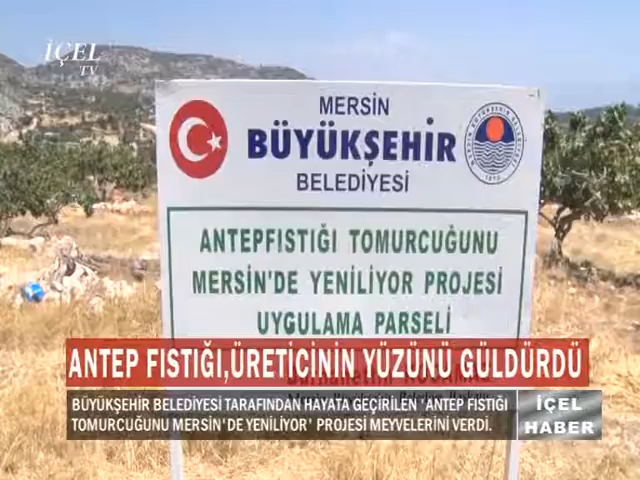 İÇEL
TV
MERSİN
BÜYÜKŞEHİR
BELEDİYESİ
ANTEPFISTIĞI TOMURCUĞUNU
MERSİN'DE YENİLİYOR PROJESİ
UYGULAMA PARSELİ
ANTEP FISTIĞI,ÜRETİCİNİN YÜZÜNÜ GÜLDÜRDÜ
BÜYÜKŞEHİR BELEDİYESİ TARAFINDAN HAYATA GEÇİRİLEN 'ANTEP FISTIĞI
TOMURCUĞUNU MERSİN'DE YENİLİYOR' PROJESİ MEYVELERİNİ VERDİ.
İÇEL
HABER